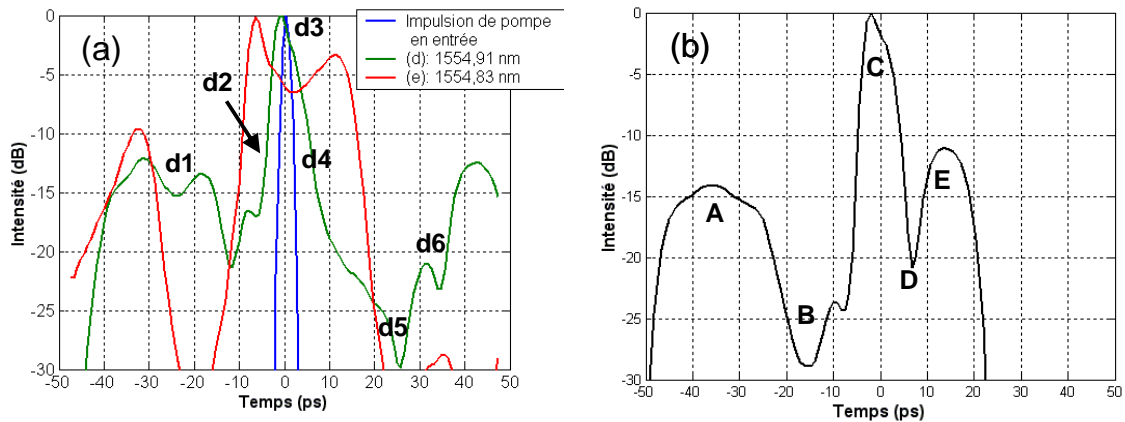 (a)
d3
Impulsion de pompe
en entrée
(d): 1554,91 nm
(e): 1554,83 nm
d2
d1
d4
d6
d5
Intensité (dB)
0
-5
-10
-15
-20
-25
-30
-50 -40 -30 -20 -10 0 10 20 30 40 50
Temps (ps)
(b)
C
A
E
B
D
Intensité (dB)
0
-5
-10
-15
-20
-25
-30
-50 -40 -30 -20 -10 0 10 20 30 40 50
Temps (ps)